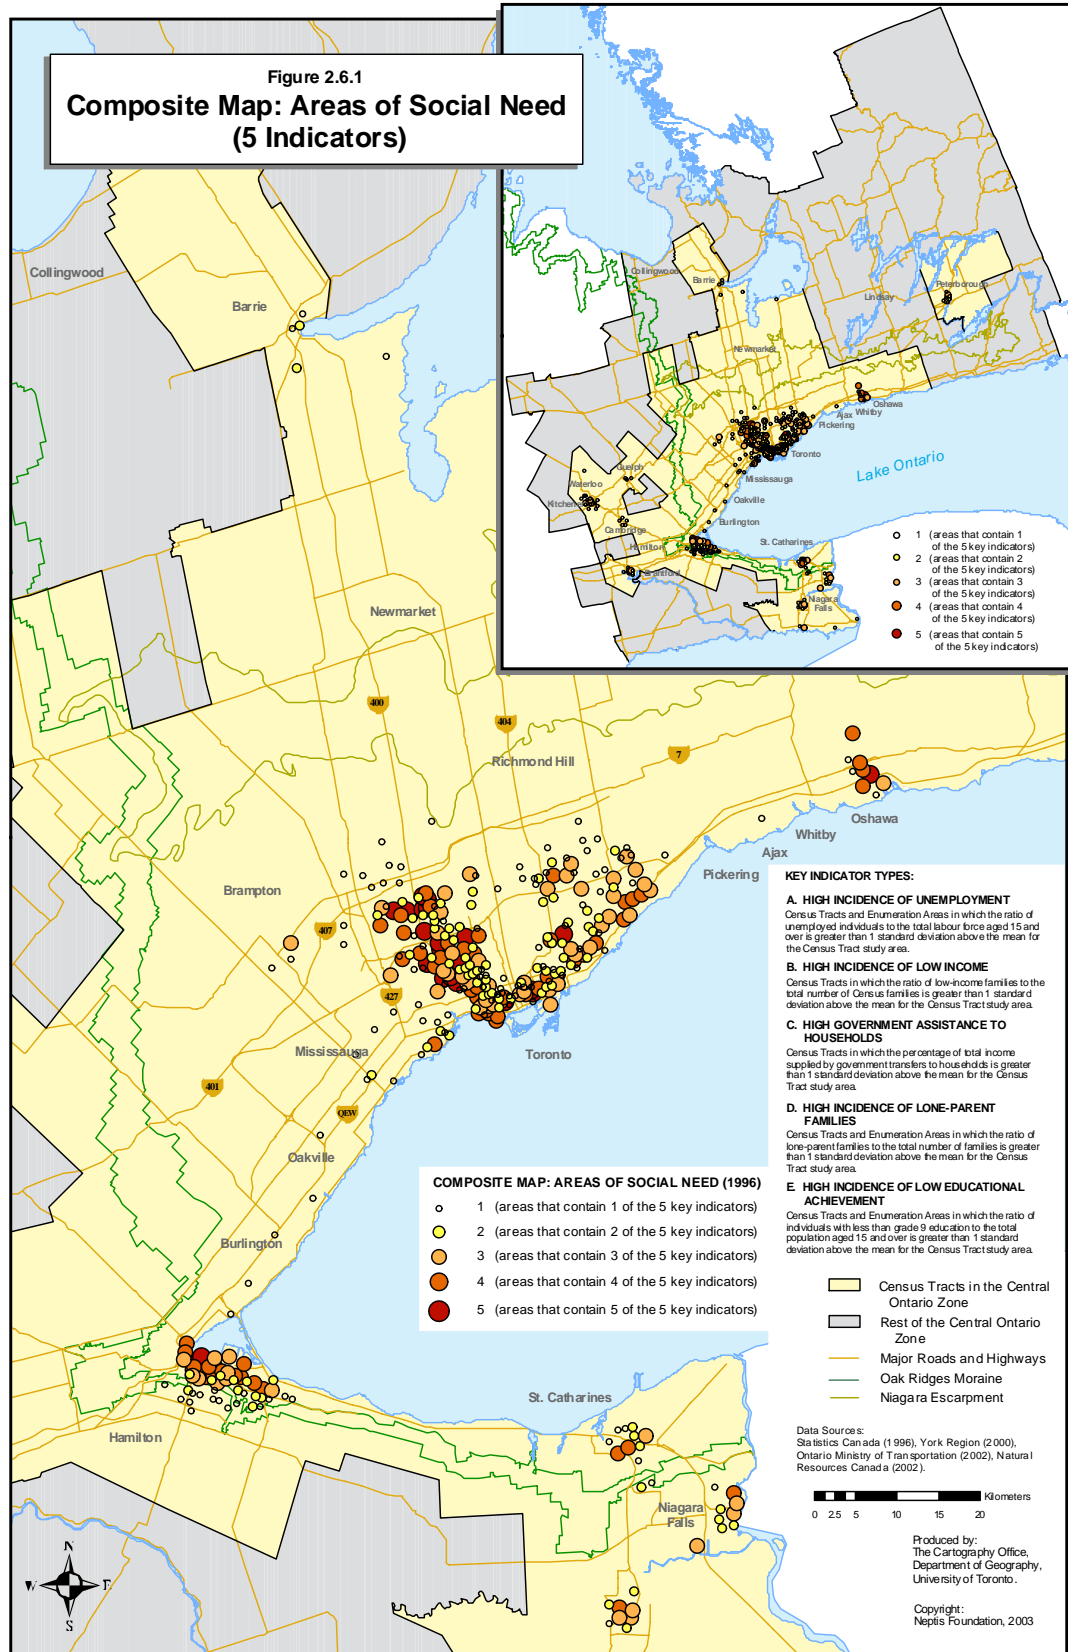 Figure 2.6.1
Composite Map: Areas of Social Need
(5 Indicators)
Collingwood
Barrie
Newmarket
400
404
7
Richmond Hill
Brampton
407
427
Mississauga
401
QEW
Oakville
Burlington
Hamilton
Toronto
Pickering
Ajax
Whitby
Oshawa
St. Catharines
Niagara
Falls
Collingwood
Barrie
Newmarket
Lindsay
Peterborough
Oshawa
Whitby
Ajax
Pickering
Toronto
Mississauga
Oakville
Burlington
Hamilton
Guelph
Waterloo
Kitchener
Cambridge
Brantford
St. Catharines
Niagara
Falls
Lake Ontario
1 (areas that contain 1
of the 5 key indicators)
2 (areas that contain 2
of the 5 key indicators)
3 (areas that contain 3
of the 5 key indicators)
4 (areas that contain 4
of the 5 key indicators)
5 (areas that contain 5
of the 5 key indicators)
KEY INDICATOR TYPES:
A. HIGH INCIDENCE OF UNEMPLOYMENT
Census Tracts and Enumeration Areas in which the ratio of
unemployed individuals to the total labour force aged 15 and
over is greater than 1 standard deviation above the mean for
the Census Tract study area.
B. HIGH INCIDENCE OF LOW INCOME
Census Tracts in which the ratio of low-income families to the
total number of Census families is greater than 1 standard
deviation above the mean for the Census Tract study area.
C. HIGH GOVERNMENT ASSISTANCE TO
HOUSEHOLDS
Census Tracts in which the percentage of total income
supplied by government transfers to households is greater
than 1 standard deviation above the mean for the Census
Tract study area.
D. HIGH INCIDENCE OF LONE-PARENT
FAMILIES
Census Tracts and Enumeration Areas in which the ratio of
lone-parent families to the total number of families is greater
than 1 standard deviation above the mean for the Census
Tract study area.
E. HIGH INCIDENCE OF LOW EDUCATIONAL
ACHIEVEMENT
Census Tracts and Enumeration Areas in which the ratio of
individuals with less than grade 9 education to the total
population aged 15 and over is greater than 1 standard
deviation above the mean for the Census Tract study area.
COMPOSITE MAP: AREAS OF SOCIAL NEED (1996)
1 (areas that contain 1 of the 5 key indicators)
2 (areas that contain 2 of the 5 key indicators)
3 (areas that contain 3 of the 5 key indicators)
4 (areas that contain 4 of the 5 key indicators)
5 (areas that contain 5 of the 5 key indicators)
Census Tracts in the Central
Ontario Zone
Rest of the Central Ontario
Zone
Major Roads and Highways
Oak Ridges Moraine
Niagara Escarpment
Data Sources:
Statistics Canada (1996), York Region (2000),
Ontario Ministry of Transportation (2002), Natural
Resources Canada (2002).
Kilometers
0 2.5 5 10 15 20
Produced by:
The Cartography Office,
Department of Geography,
University of Toronto.
Copyright:
Neptis Foundation, 2003
N
W E
S